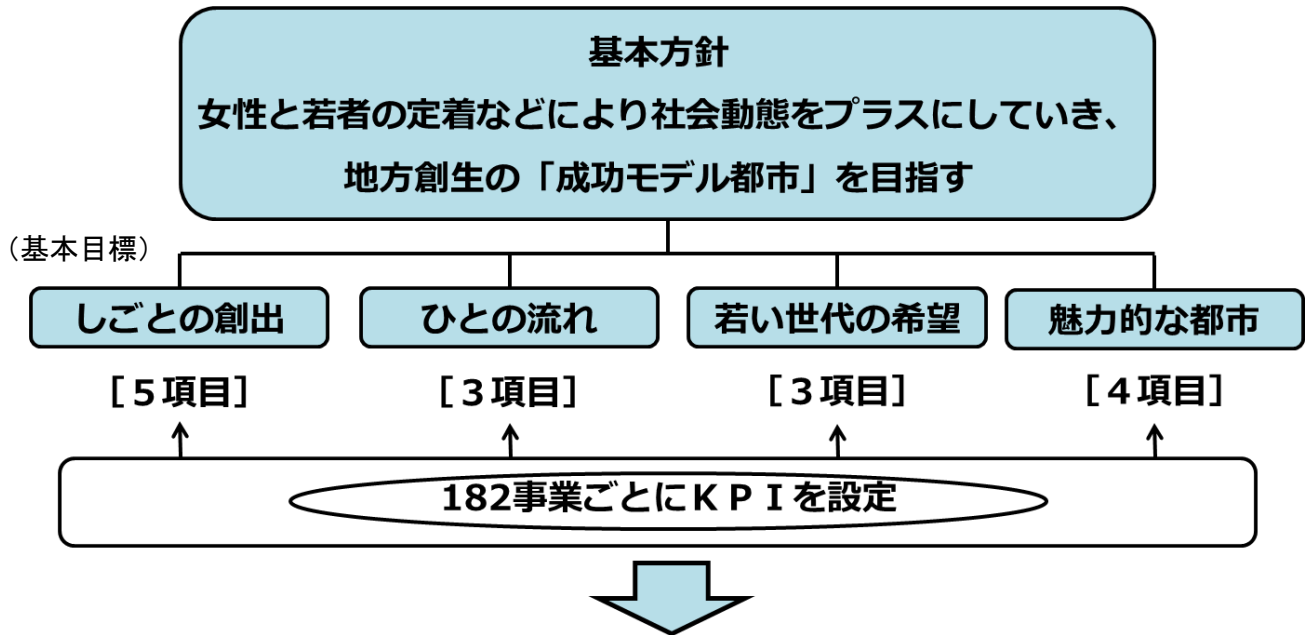 基本方針
女性と若者の定着などにより社会動態をプラスにしていき、
地方創生の「成功モデル都市」を目指す
（基本目標）
しごとの創出
ひとの流れ
若い世代の希望
魅力的な都市
［５項目］
［３項目］
［３項目］
［４項目］
182事業ごとにＫＰＩを設定